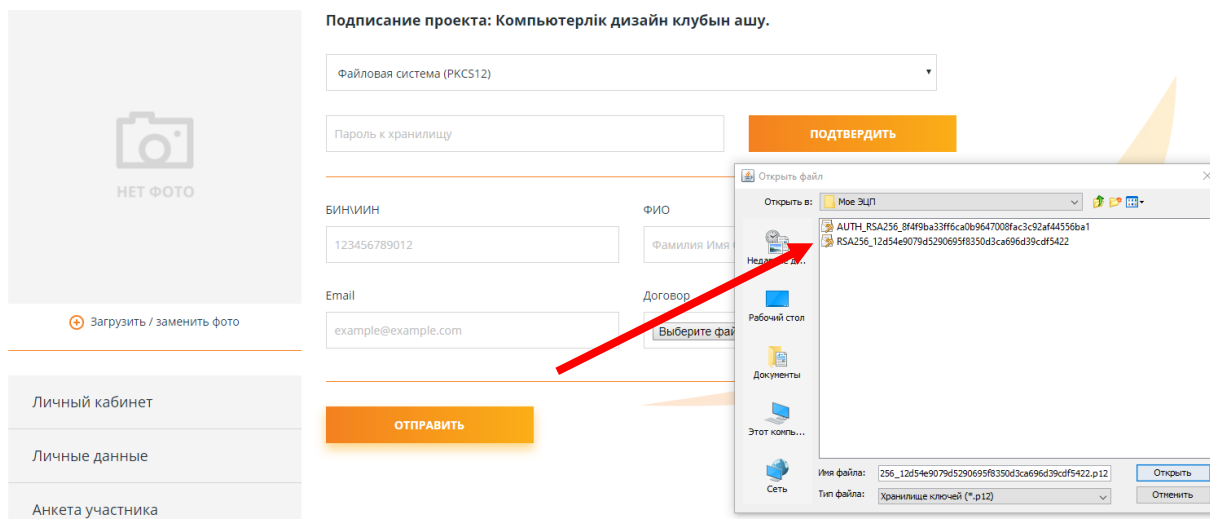 Подписание проекта: Компьютерлік дизайн клубын ашу.
Файловая система (PKCS12)
Пароль к хранилищу
ПОДТВЕРДИТЬ
НЕТ ФОТО
Загрузить / заменить фото
БИН\ИИН
ФИО
123456789012
Фамилия Имя
Email
Договор
example@example.com
Выберите фай
ОТПРАВИТЬ
Личный кабинет
Личные данные
Анкета участника
Открыть файл
Открыть в:
Мое ЭЦП
AUTH_RSA256_8f4f9ba33ff6ca0b9647008fac3c92af44556ba1
RSA256_12d54e9079d5290695f8350d3ca696d39cdf5422
Рабочий стол
Документы
Этот компь...
Сеть
Имя файла:
256_12d54e9079d5290695f8350d3ca696d39cdf5422.p12
Открыть
Тип файла:
Хранилище ключей (*.p12)
Отменить